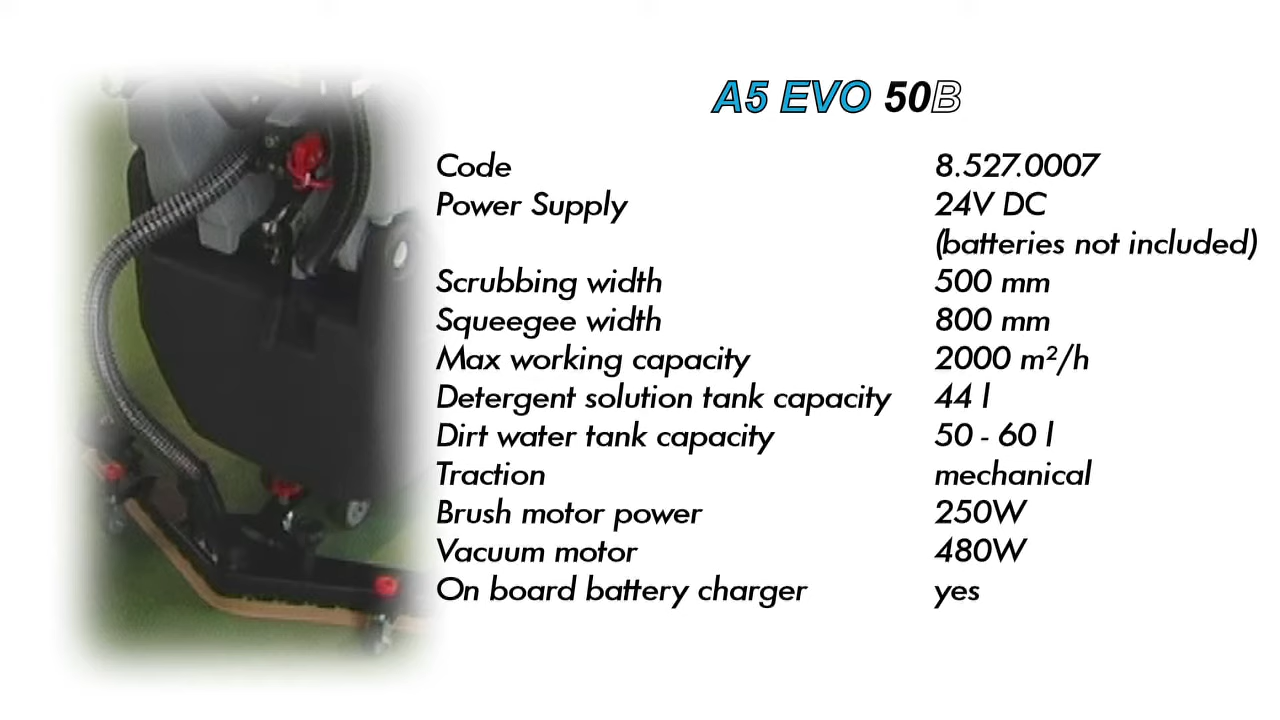 A5 EVO 50B
Code 8.527.0007
Power Supply 24V DC
(batteries not included)
Scrubbing width 500 mm
Squeegee width 800 mm
Max working capacity 2000 m²/h
Detergent solution tank capacity 44 l
Dirt water tank capacity 50 - 60 l
Traction mechanical
Brush motor power 250W
Vacuum motor 480W
On board battery charger yes